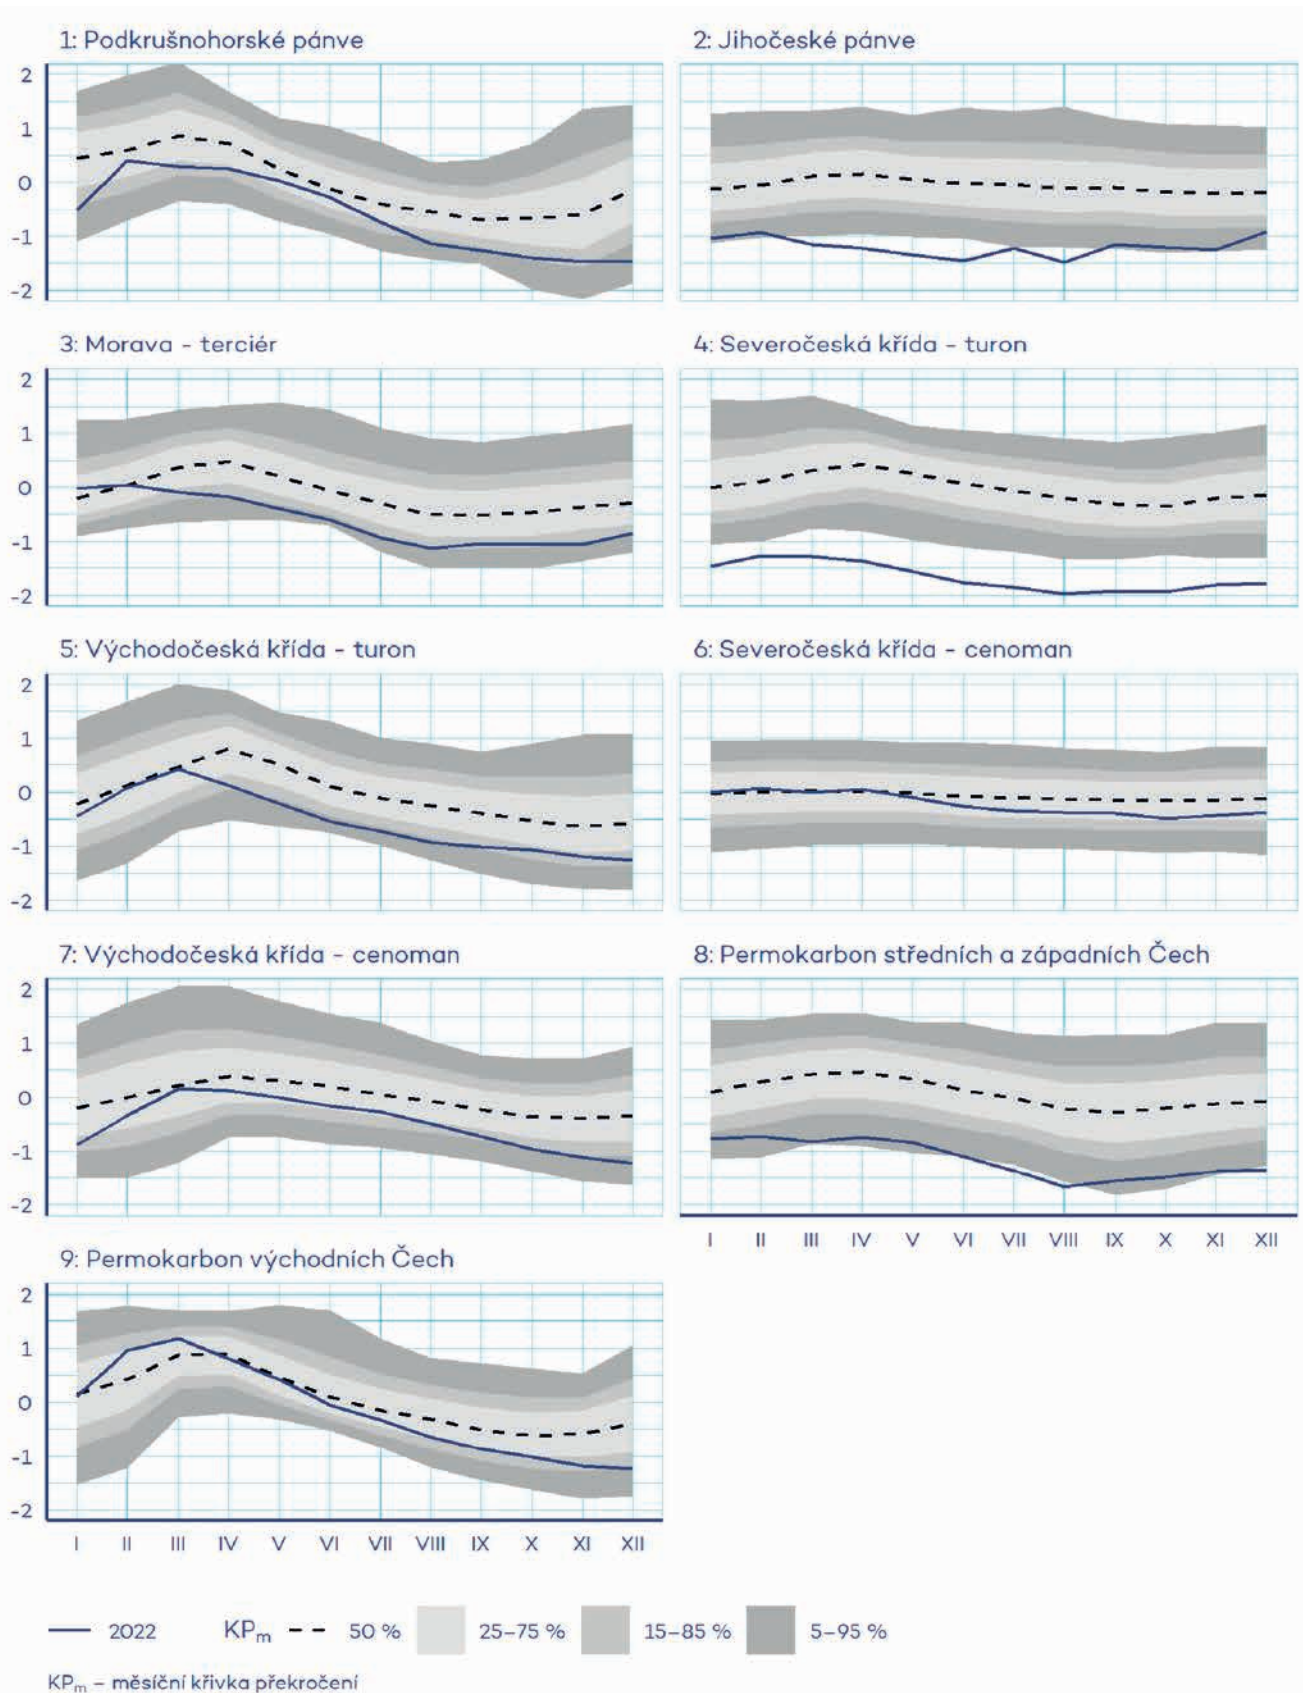 1: Podkrušnohorské pánve
2: Jihočeské pánve
2
1
0
-1
-2
3: Morava - terciér
4: Severočeská křída - turon
2
1
0
-1
-2
5: Východočeská křída - turon
6: Severočeská křída - cenoman
2
1
0
-1
-2
7: Východočeská křída - cenoman
8: Permokarbon středních a západních Čech
2
1
0
-1
-2
I II III IV V VI VII VIII IX X XI XII
9: Permokarbon východních Čech
2
1
0
-1
-2
I II III IV V VI VII VIII IX X XI XII
2022 KPm 50 % 25–75 % 15–85 % 5–95 %
KPm – měsíční křivka překročení